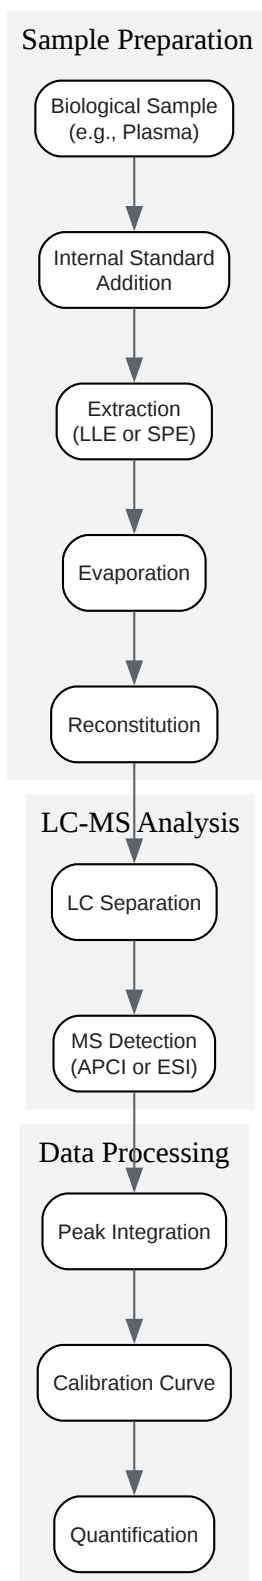 Sample Preparation
Biological Sample
(e.g., Plasma)
Internal Standard
Addition
Extraction
(LLE or SPE)
Evaporation
Reconstitution
LC-MS Analysis
LC Separation
MS Detection
(APCI or ESI)
Data Processing
Peak Integration
Calibration Curve
Quantification